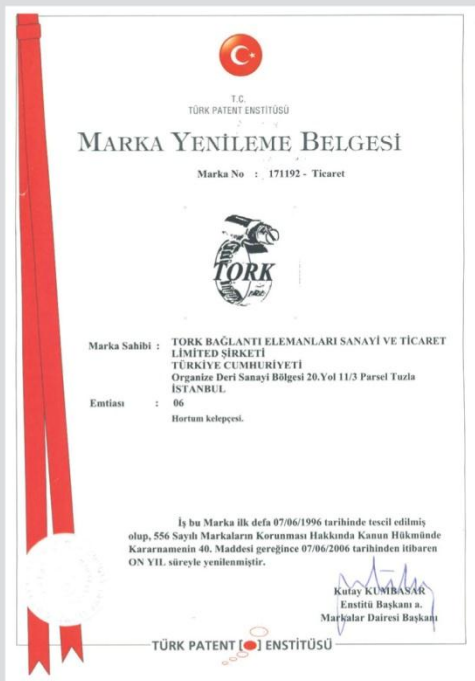 T.C.
TÜRK PATENT ENSTİTÜSÜ
MARKA YENİLEME BELGESİ
Marka No : 171192 - Ticaret
TORK
Marka Sahibi : TORK BAĞLANTI ELEMANLARI SANAYİ VE TİCARET
LİMİTED ŞİRKETİ
TÜRKİYE CUMHURİYETİ
Organize Deri Sanayi Bölgesi 20.Yol 11/3 Parsel Tuzla
İSTANBUL
Emtiası : 06
Hortum kelepçesi.
İş bu Marka ilk defa 07/06/1996 tarihinde tescil edilmiş
olup, 556 Sayılı Markaların Korunması Hakkında Kanun Hükmünde
Kararnamenin 40. Maddesi gereğince 07/06/2006 tarihinden itibaren
ON YIL süreyle yenilenmiştir.
Kutay KUMBASAR
Enstitü Başkanı a.
Markalar Dairesi Başkanı
TÜRK PATENT [ ] ENSTİTÜSÜ